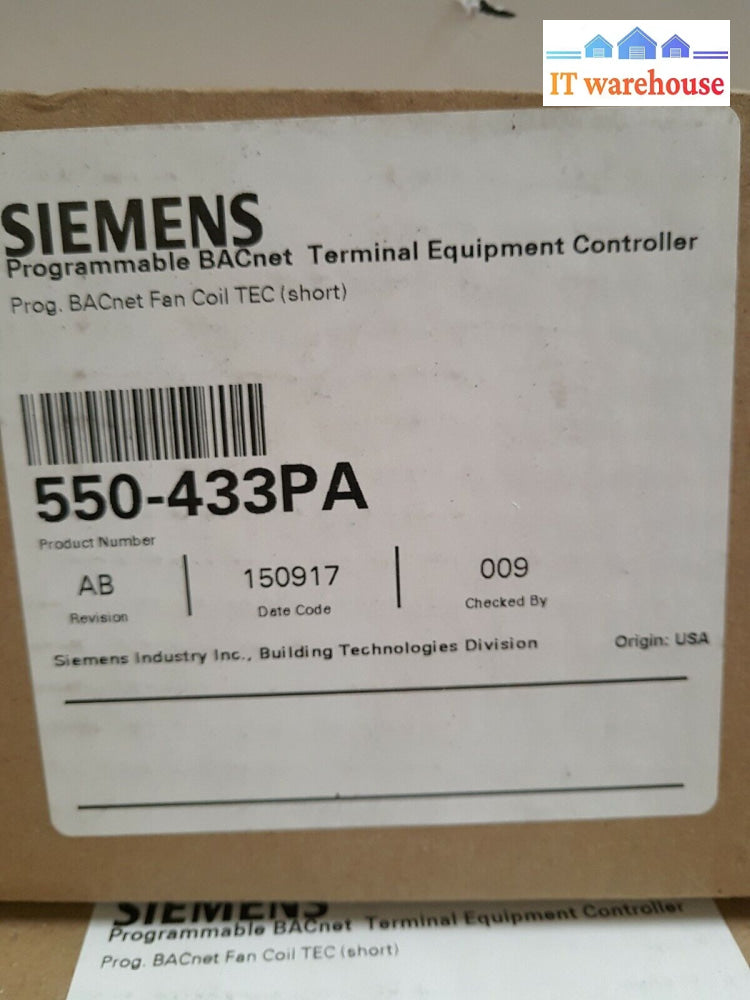 IT warehouse
SIEMENS
Programmable BACnet Terminal Equipment Controller
Prog. BACnet Fan Coil TEC (short)
550-433PA
Product Number
AB
150917
009
Revision
Date Code
Checked By
Siemens Industry Inc., Building Technologies Division
Origin: USA
SIEMENS
Programmable BACnet Terminal Equipment Controller
Prog. BACnet Fan Coil TEC (short)